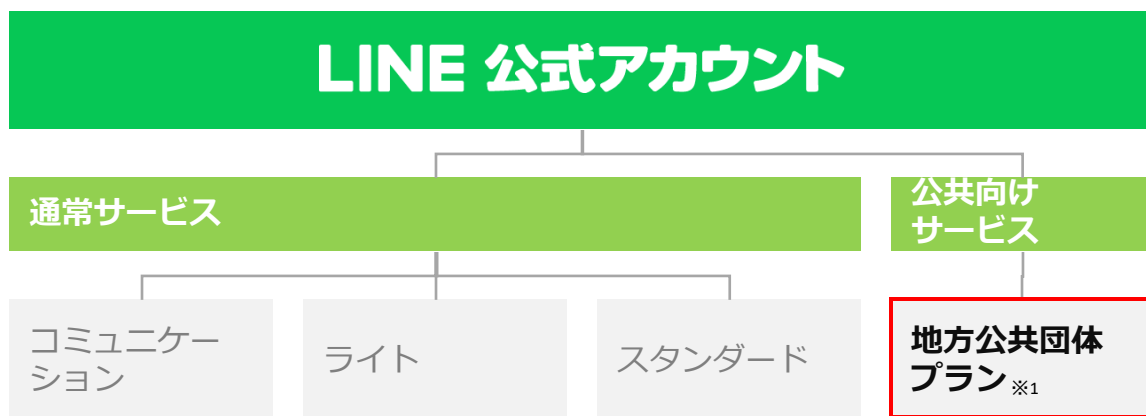 LINE 公式アカウント
通常サービス
公共向け
サービス
コミュニケー
ション
ライト
スタンダード
地方公共団体
プラン※1